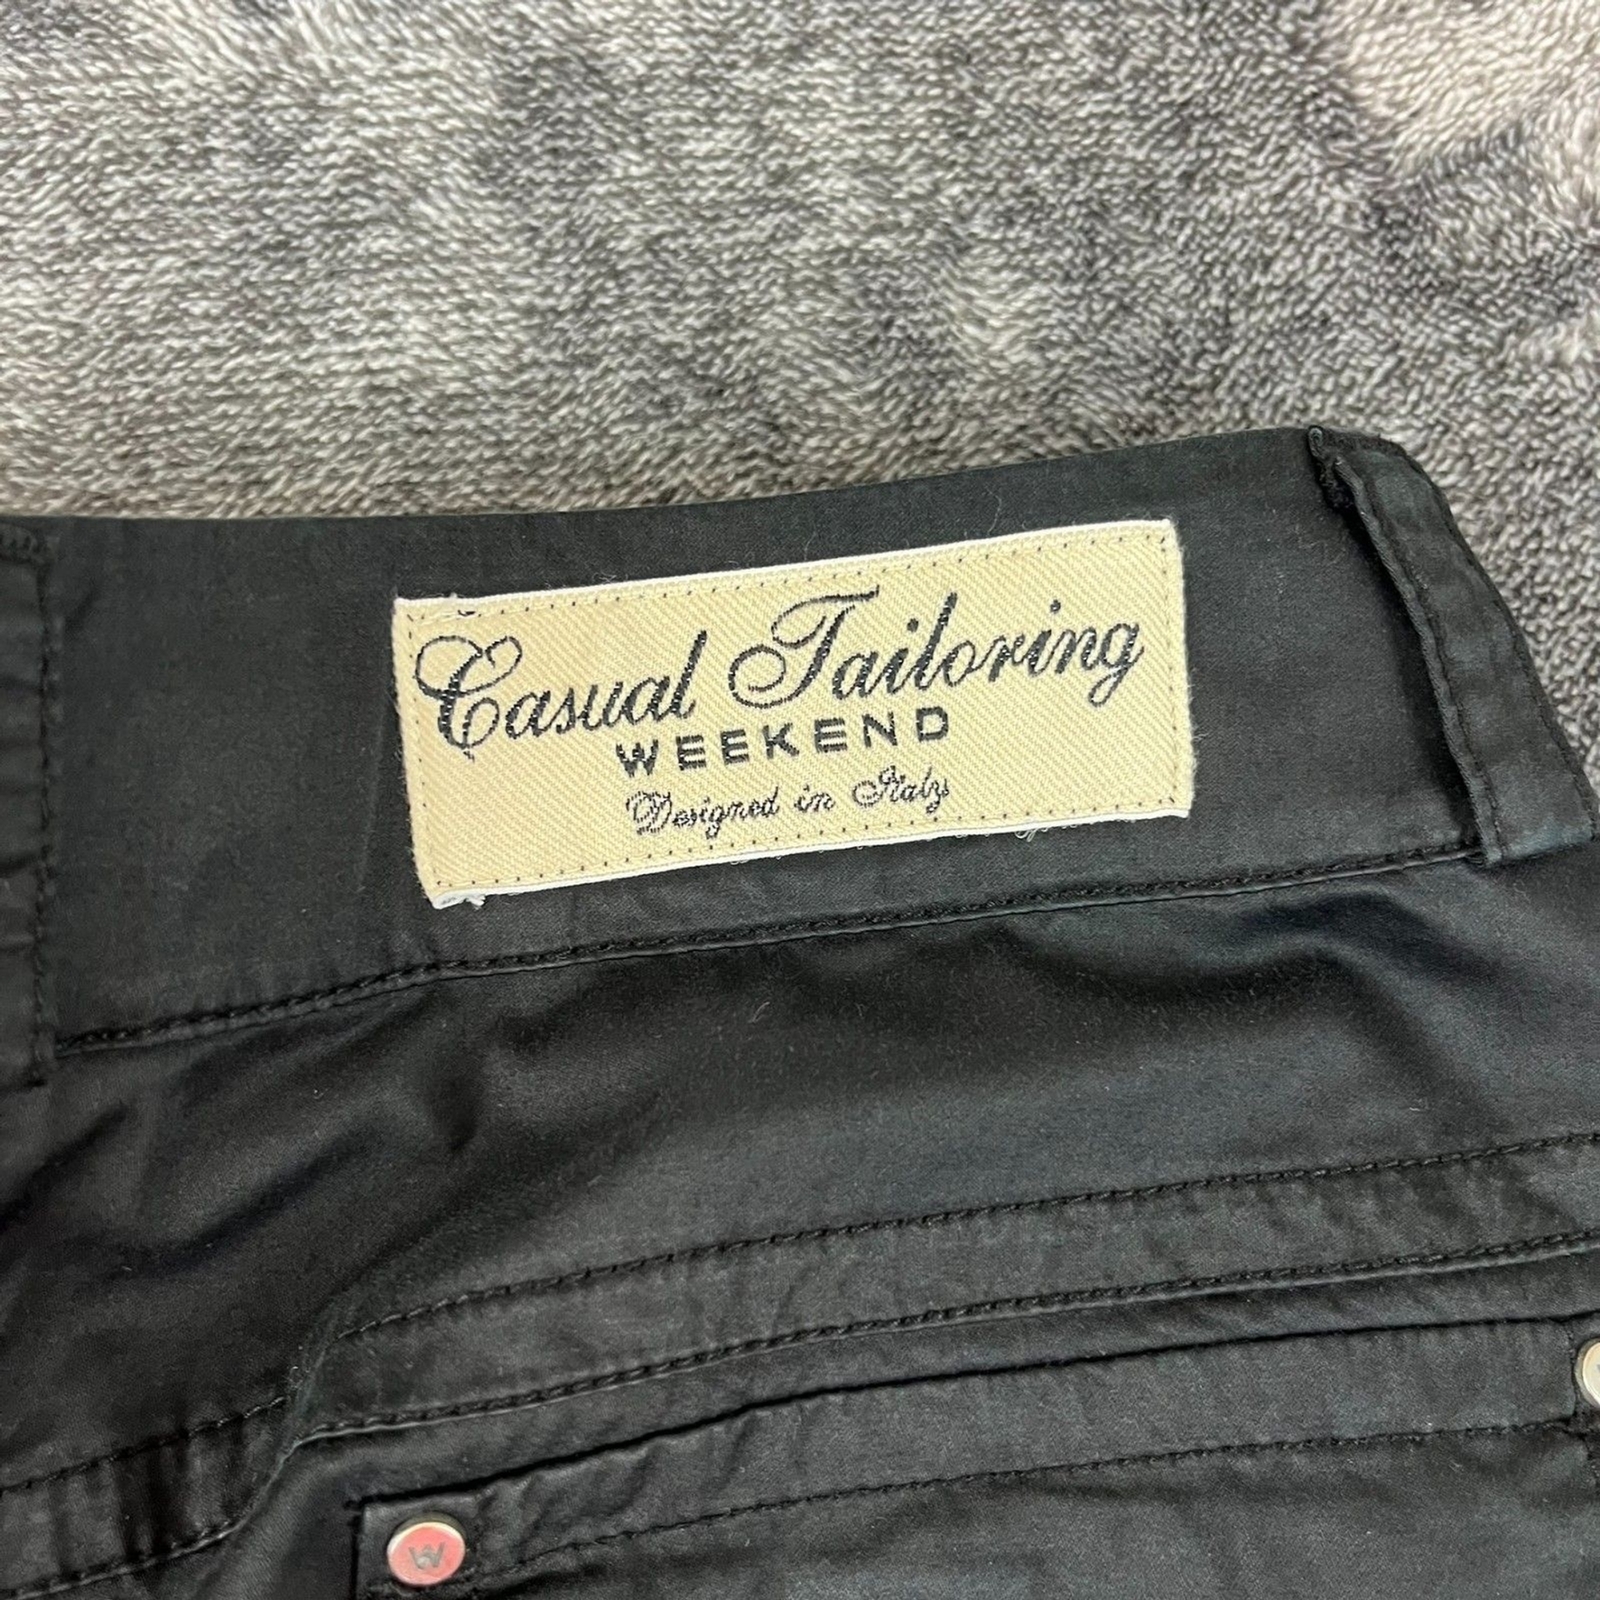 Casual Tailoring
WEEKEND
Designed in Italy
W